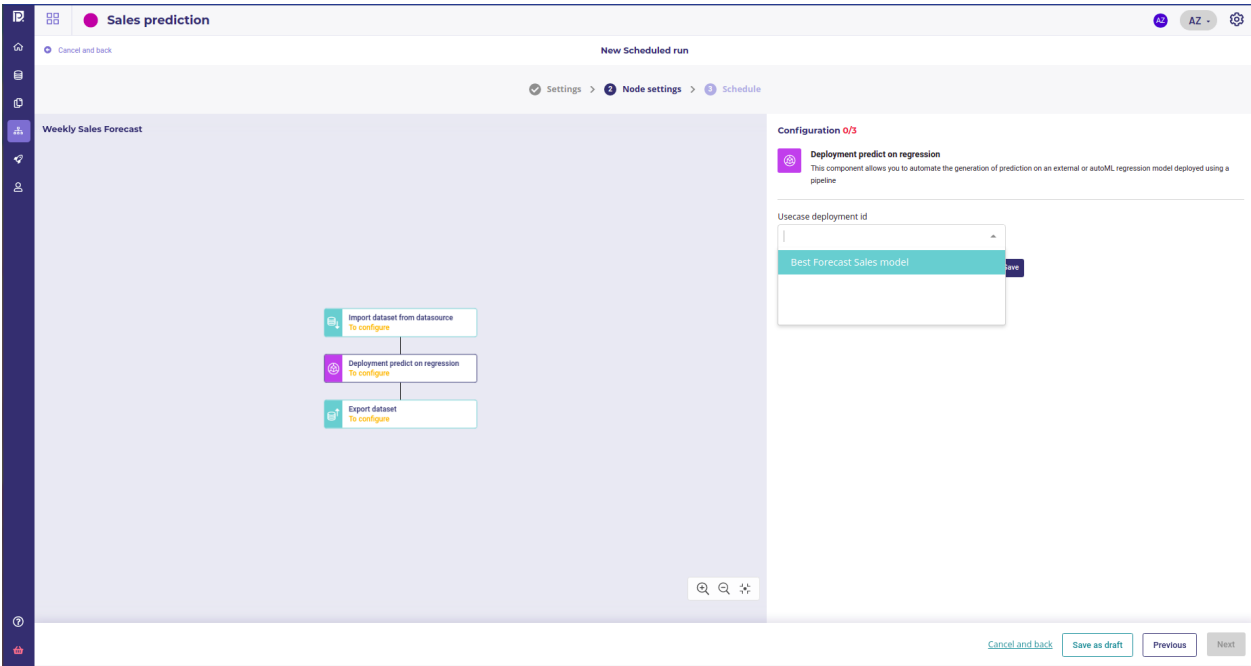 Sales prediction
AZ
AZ
Cancel and back
New Scheduled run
Settings > 2 Node settings > 3 Schedule
Weekly Sales Forecast
Configuration 0/3
Deployment predict on regression
This component allows you to automate the generation of prediction on an external or autoML regression model deployed using a
pipeline
Usecase deployment id
Best Forecast Sales model
Import dataset from datasource
To configure
Deployment predict on regression
To configure
Export dataset
To configure
Cancel and back
Save as draft
Previous
Next